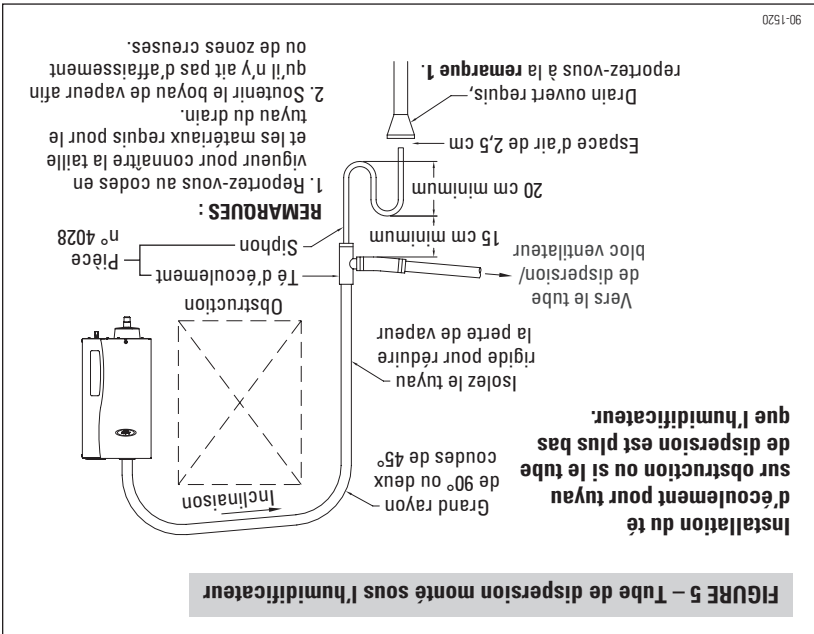 FIGURE 5 – Tube de dispersion monté sous l'humidificateur
Installation du té
d'écoulement pour tuyau
sur obstruction ou si le tube
de dispersion est plus bas
que l'humidificateur.
Grand rayon
de 90° ou deux
coudes de 45°
Inclinaison
Obstruction
Isolez le tuyau
rigide pour réduire
la perte de vapeur
Vers le tube
de dispersion/
bloc ventilateur
Té d'écoulement
Siphon
Pièce
n° 4028
15 cm minimum
20 cm minimum
Espace d'air de 2,5 cm
Drain ouvert requis,
reportez-vous à la remarque 1.
REMARQUES :
1. Reportez-vous au codes en
vigueur pour connaître la taille
et les matériaux requis pour le
tuyau du drain.
2. Soutenir le boyau de vapeur afin
qu'il n'y ait pas d'affaissement
ou de zones creuses.
90-1520